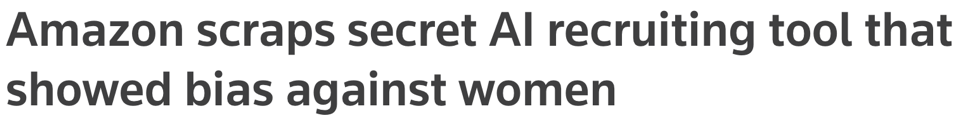 Amazon scraps secret AI recruiting tool that
showed bias against women